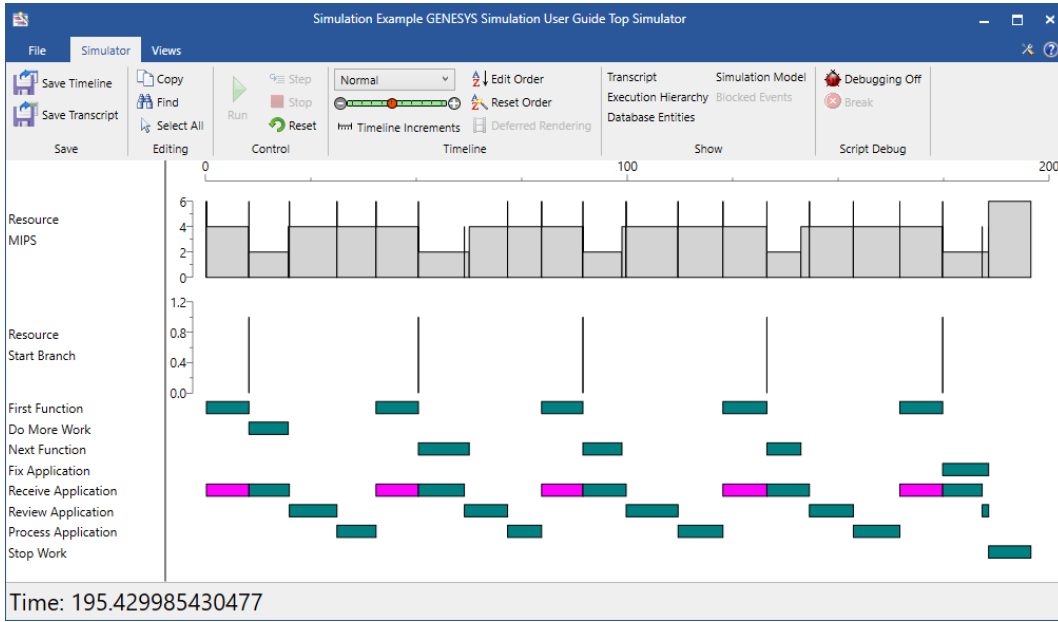 Simulation Example GENESYS Simulation User Guide Top Simulator
File Simulator Views
Save Timeline
Save Transcript
Save
Copy
Find
Select All
Editing
Run
Step
Stop
Reset
Control
Normal
Timeline Increments
Edit Order
Reset Order
Deferred Rendering
Timeline
Transcript Simulation Model
Execution Hierarchy Blocked Events
Database Entities
Show
Debugging Off
Break
Script Debug
0 100 200
Resource
MIPS
6
4
2
0
Resource
Start Branch
1.2
0.8
0.4
0.0
First Function
Do More Work
Next Function
Fix Application
Receive Application
Review Application
Process Application
Stop Work
Time: 195.429985430477